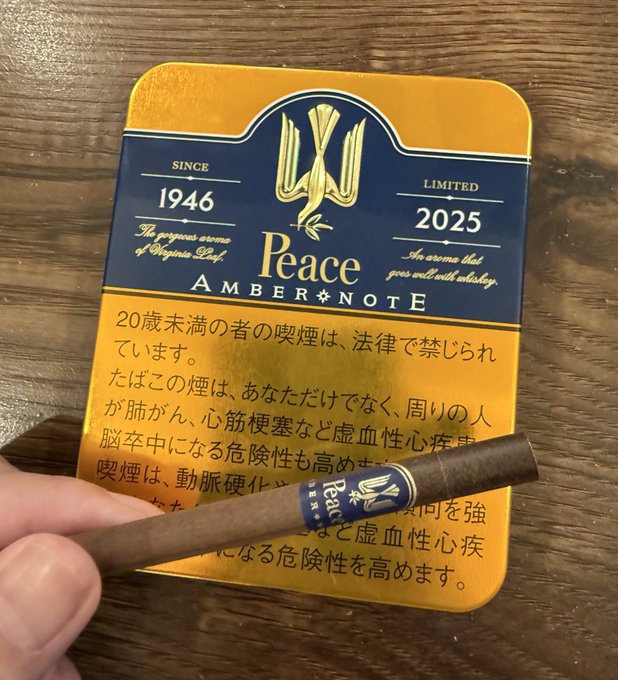 SINCE
1946
The gorgeous aroma
of Virginia Leaf.
LIMITED
2025
An aroma that
goes well with whiskey.
Peace
AMBER NOTE
20歳未満の者の喫煙は、法律で禁じられ
ています。
たばこの煙は、あなただけでなく、周りの人
が肺がん、心筋梗塞など虚血性心疾患、
脳卒中になる危険性も高めます
喫煙は、動脈硬化
向を強
など虚血性心疾
になる危険性を高めます。
Peace